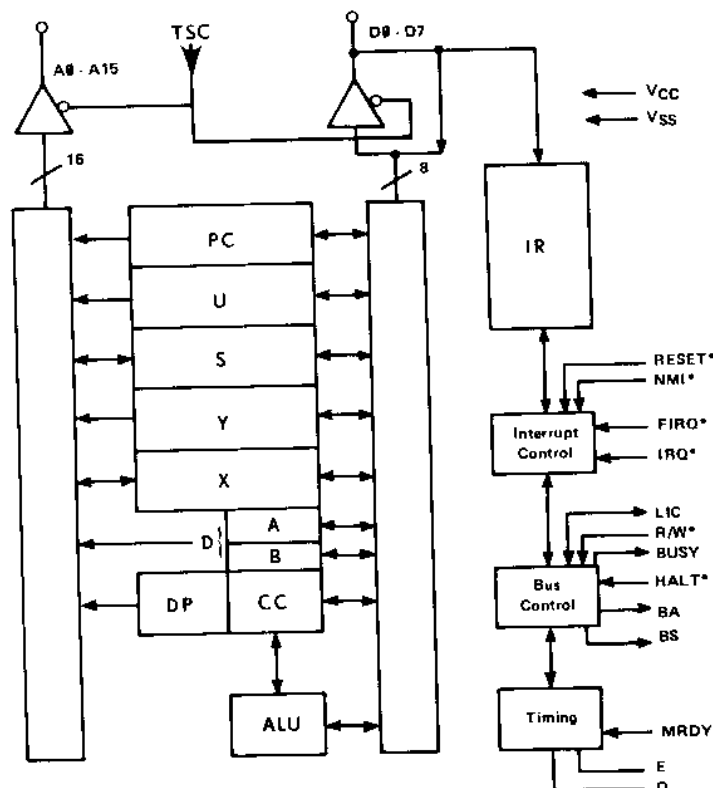 TSC
D0 - D7
A0 - A15
VCC
VSS
16
8
PC
IR
U
S
RESET*
NMI*
Y
Interrupt
Control
FIRQ*
IRQ*
X
A
D
B
LIC
R/W*
BUSY
DP
CC
Bus
Control
HALT*
BA
BS
ALU
Timing
MRDY
E